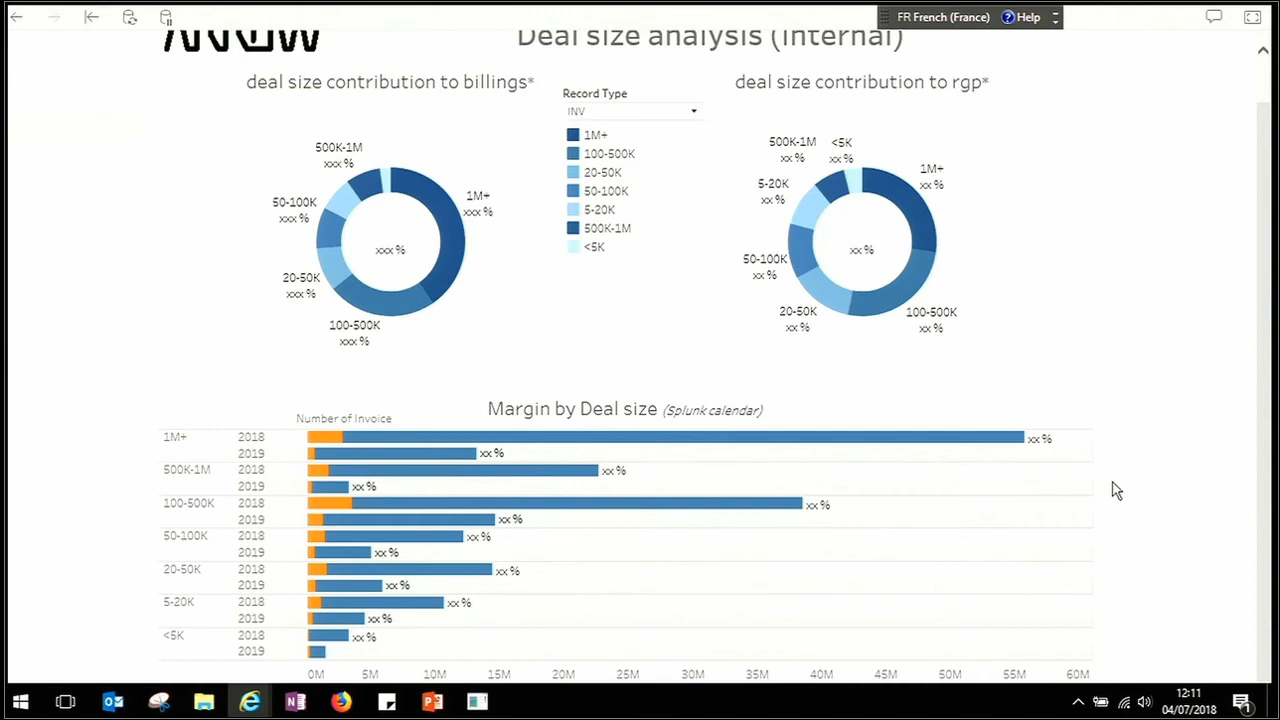 FR French (France) Help
ARROW
Deal size analysis (internal)
deal size contribution to billings*
deal size contribution to rgp*
Record Type
INV
1M+
100-500K
20-50K
50-100K
5-20K
500K-1M
<5K
500K-1M
xxx %
1M+
xxx %
50-100K
xxx %
xxx %
20-50K
xxx %
100-500K
xxx %
500K-1M
xx %
<5K
xx %
1M+
xx %
5-20K
xx %
xx %
50-100K
xx %
20-50K
xx %
100-500K
xx %
Margin by Deal size (Splunk calendar)
Number of Invoice
1M+ 2018 xx %
2019 xx %
500K-1M 2018 xx %
2019 xx %
100-500K 2018 xx %
2019 xx %
50-100K 2018 xx %
2019 xx %
20-50K 2018 xx %
2019 xx %
5-20K 2018 xx %
2019 xx %
<5K 2018 xx %
2019
0M 5M 10M 15M 20M 25M 30M 35M 40M 45M 50M 55M 60M
12:11
04/07/2018
1